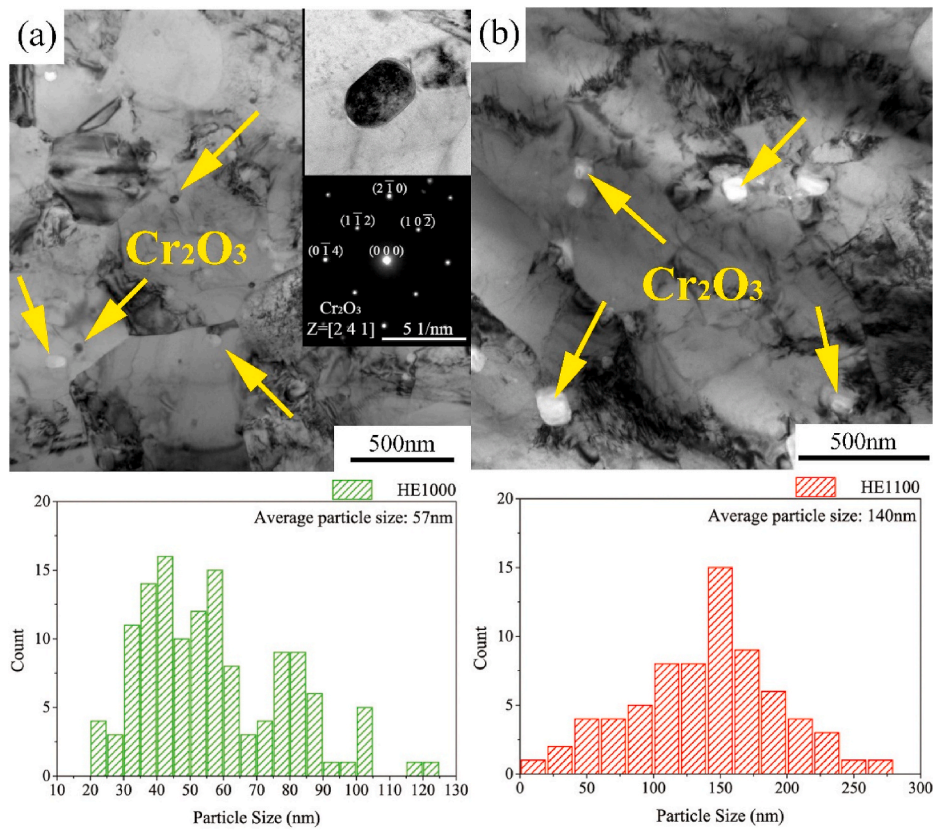 (a)
(2 1̅ 0)
(1 1̅ 2)
(1 0 2̅)
(0 1̅ 4)
(0 0 0)
Cr₂O₃
Cr₂O₃
Z=[2 4 1]
5 1/nm
500nm
(b)
Cr₂O₃
500nm
HE1000
Average particle size: 57nm
20
15
10
5
0
Count
10 20 30 40 50 60 70 80 90 100 110 120 130
Particle Size (nm)
HE1100
Average particle size: 140nm
20
15
10
5
0
Count
0 50 100 150 200 250 300
Particle Size (nm)